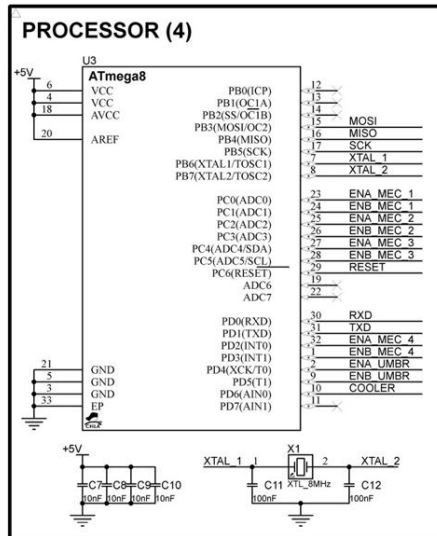 PROCESSOR (4)
U3
+5V
ATmega8
6 VCC PB0(ICP) 12
4 VCC PB1(OC1A) 13
18 AVCC PB2(SS/OC1B) 14
PB3(MOSI/OC2) 15 MOSI
20 AREF PB4(MISO) 16 MISO
PB5(SCK) 17 SCK
PB6(XTAL1/TOSC1) 7 XTAL_1
PB7(XTAL2/TOSC2) 8 XTAL_2
PC0(ADC0) 23 ENA_MEC_1
PC1(ADC1) 24 ENB_MEC_1
PC2(ADC2) 25 ENA_MEC_2
PC3(ADC3) 26 ENB_MEC_2
PC4(ADC4/SDA) 27 ENA_MEC_3
PC5(ADC5/SCL) 28 ENB_MEC_3
PC6(RESET) 29 RESET
ADC6 19
ADC7 22
PD0(RXD) 30 RXD
PD1(TXD) 31 TXD
21 GND PD2(INT0) 32 ENA_MEC_4
5 GND PD3(INT1) 1 ENB_MEC_4
3 GND PD4(XCK/T0) 2 ENA_UMBR
33 EP PD5(T1) 9 ENB_UMBR
PD6(AIN0) 10 COOLER
PD7(AIN1) 11
+5V
C7 C8 C9 C10
10nF 10nF 10nF 10nF
X1
XTAL_1 1 2 XTAL_2
XTL_8MHz
C11 C12
100nF 100nF